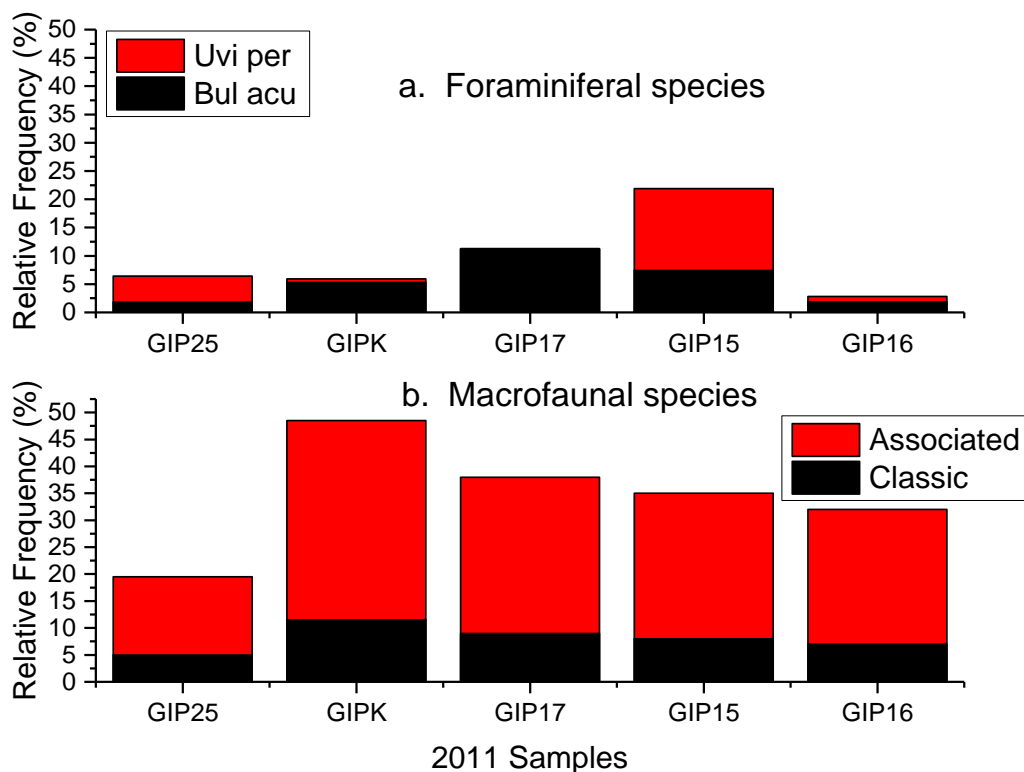 Relative Frequency (%)
50
45
40
35
30
25
20
15
10
5
0
Uvi per
Bul acu
a. Foraminiferal species
GIP25 GIPK GIP17 GIP15 GIP16
Relative Frequency (%)
50
45
40
35
30
25
20
15
10
5
0
b. Macrofaunal species
Associated
Classic
GIP25 GIPK GIP17 GIP15 GIP16
2011 Samples